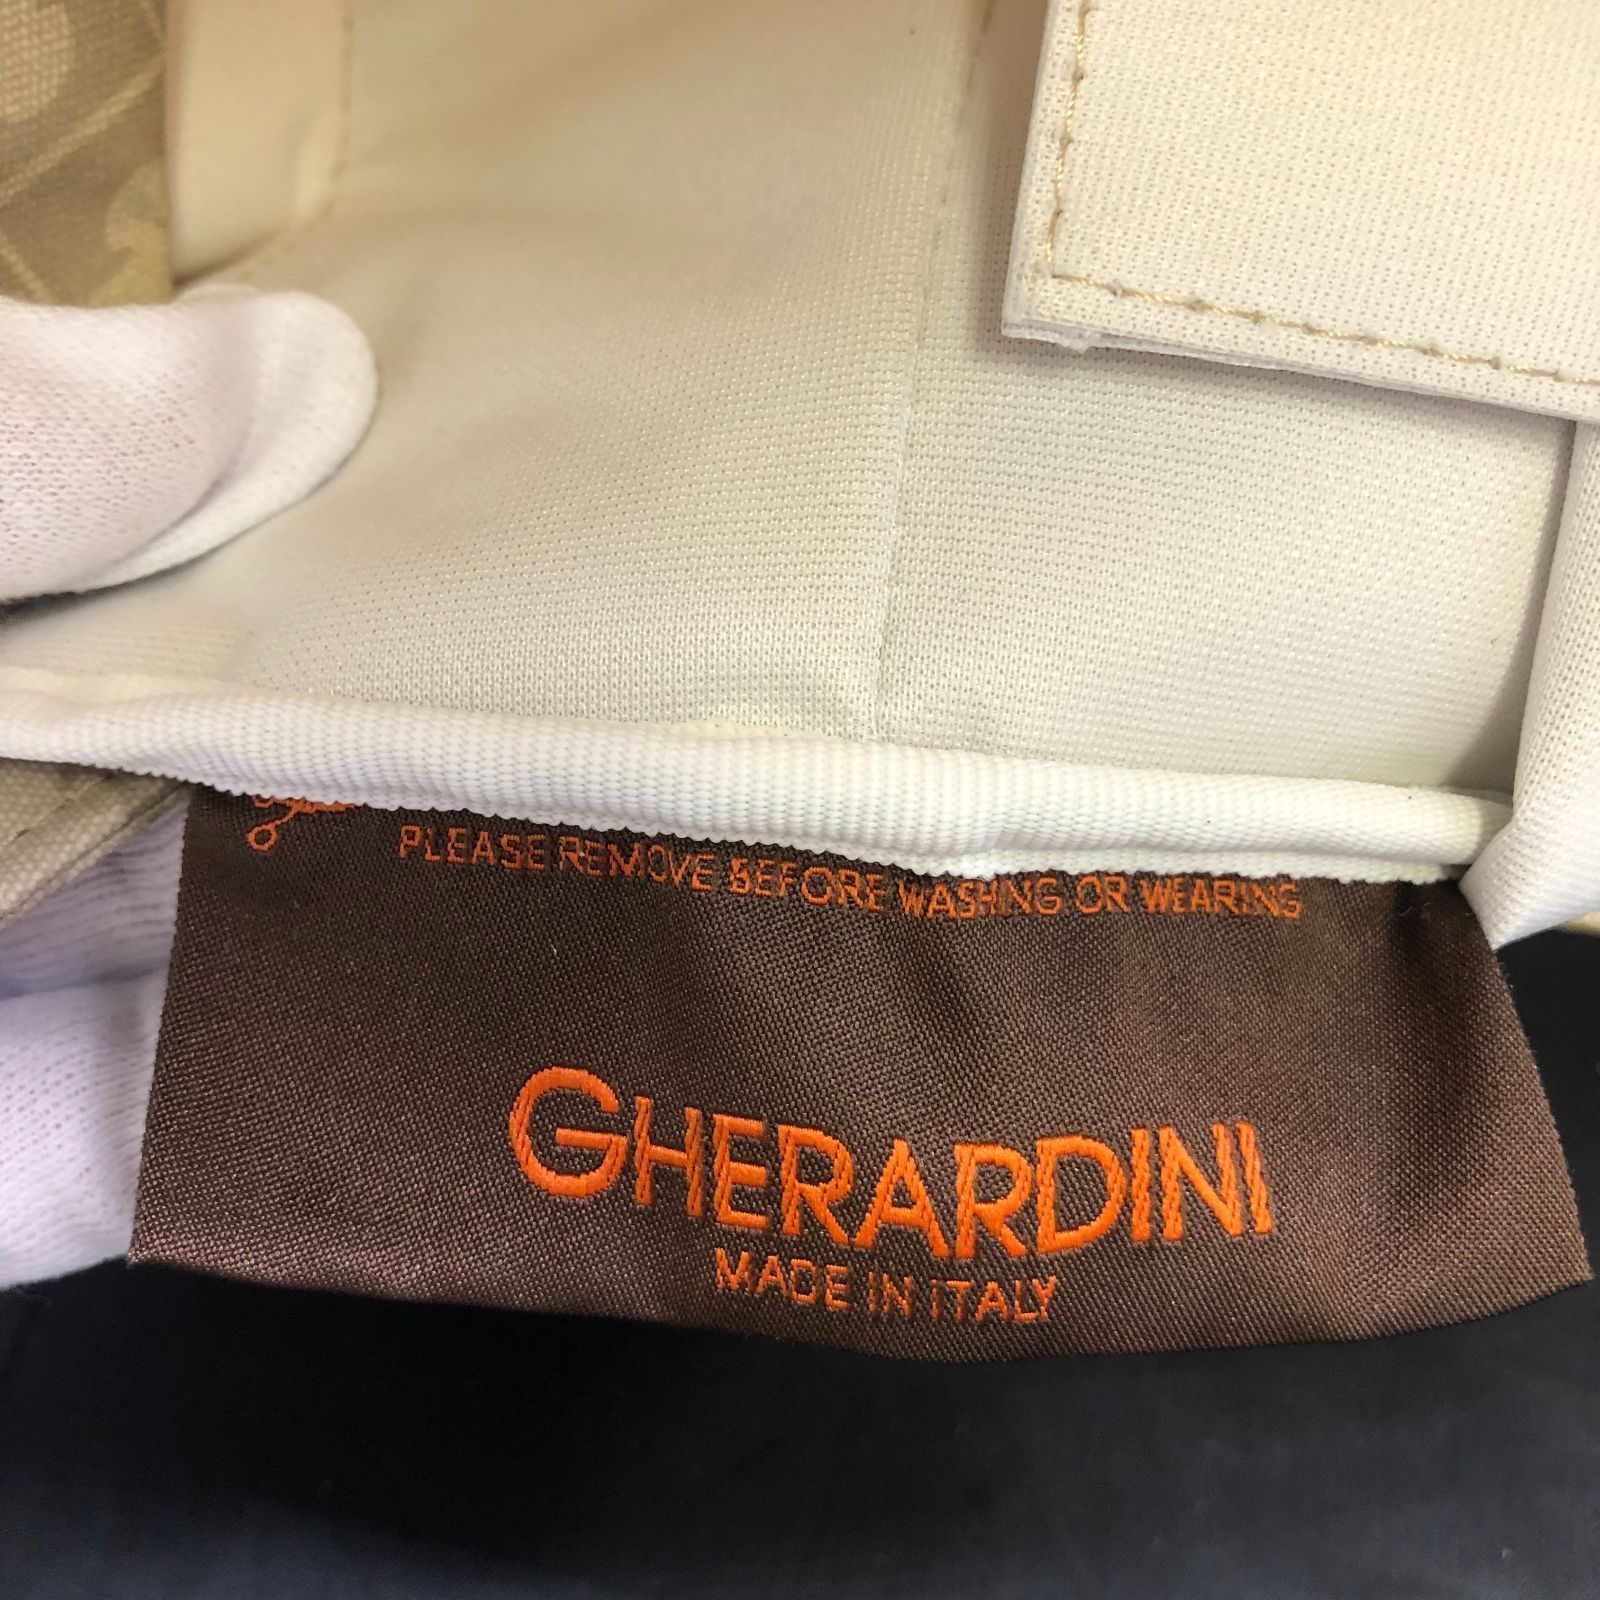 PLEASE REMOVE BEFORE WASHING OR WEARING
GHERARDINI
MADE IN ITALY